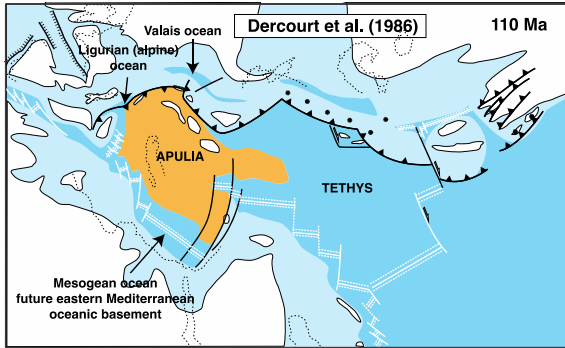 Dercourt et al. (1986)
110 Ma
Valais ocean
Ligurian (alpine)
ocean
APULIA
TETHYS
Mesogean ocean
future eastern Mediterranean
oceanic basement